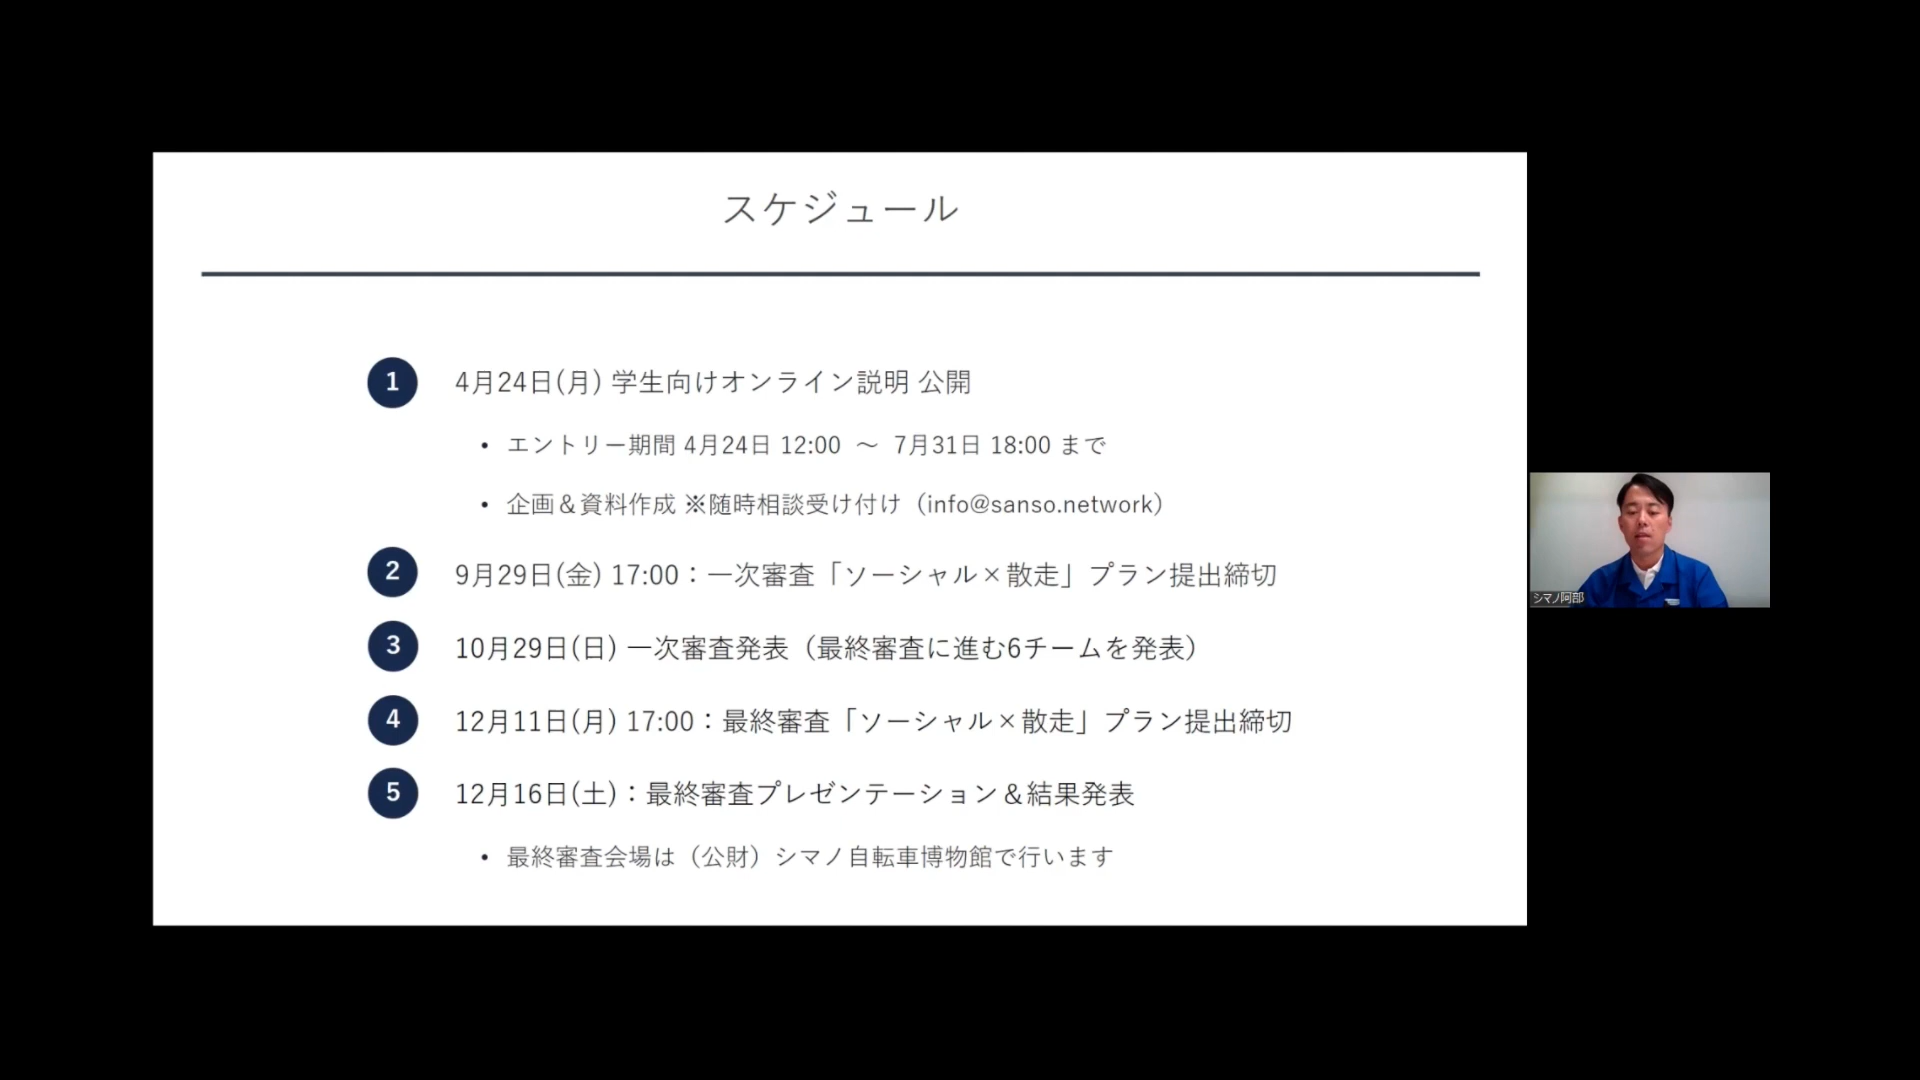 スケジュール
1
4月24日(月) 学生向けオンライン説明 公開
• エントリー期間 4月24日 12:00 ～ 7月31日 18:00 まで
• 企画＆資料作成 ※随時相談受け付け（info@sanso.network）
2
9月29日(金) 17:00：一次審査「ソーシャル×散走」プラン提出締切
3
10月29日(日) 一次審査発表（最終審査に進む6チームを発表）
4
12月11日(月) 17:00：最終審査「ソーシャル×散走」プラン提出締切
5
12月16日(土)：最終審査プレゼンテーション＆結果発表
• 最終審査会場は（公財）シマノ自転車博物館で行います
シマノ阿部